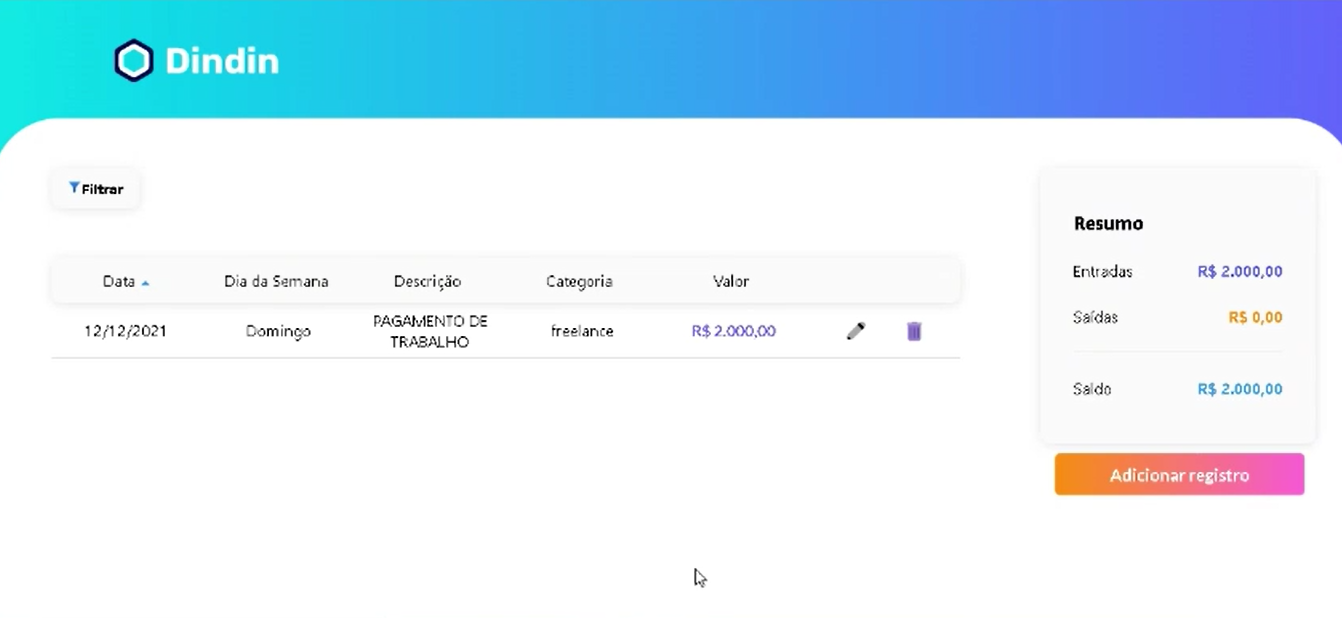 Dindin
Filtrar
Data Dia da Semana Descrição Categoria Valor
12/12/2021 Domingo PAGAMENTO DE TRABALHO freelance R$ 2.000,00
Resumo
Entradas R$ 2.000,00
Saídas R$ 0,00
Saldo R$ 2.000,00
Adicionar registro